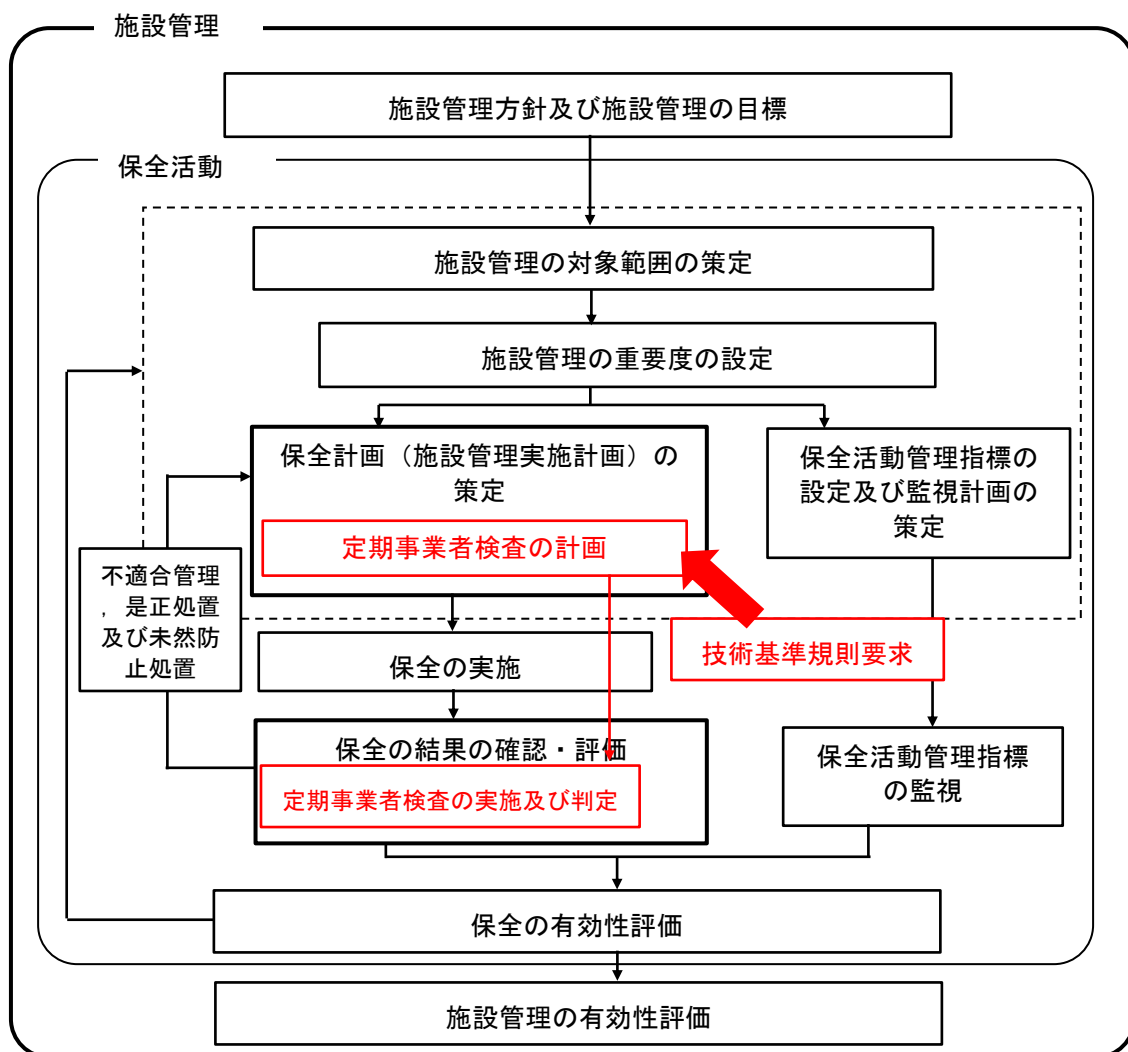 施設管理
施設管理方針及び施設管理の目標
保全活動
施設管理の対象範囲の策定
施設管理の重要度の設定
保全計画（施設管理実施計画）の
策定
定期事業者検査の計画
保全活動管理指標の
設定及び監視計画の
策定
不適合管理
，是正処置
及び未然防
止処置
技術基準規則要求
保全の実施
保全の結果の確認・評価
定期事業者検査の実施及び判定
保全活動管理指標
の監視
保全の有効性評価
施設管理の有効性評価